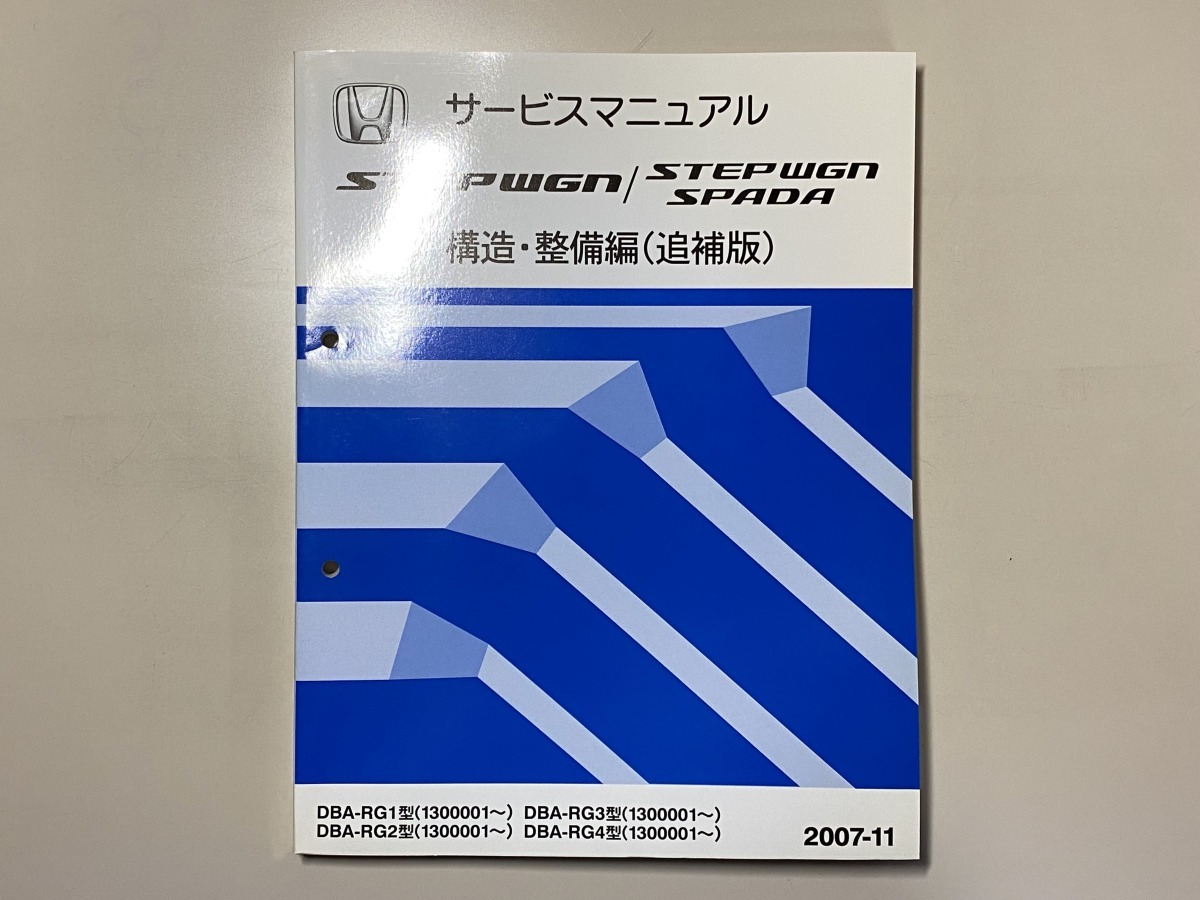 サービスマニュアル
STEPWGN/STEPWGN SPADA
構造・整備編(追補版)
DBA-RG1型(1300001〜) DBA-RG3型(1300001〜)
DBA-RG2型(1300001〜) DBA-RG4型(1300001〜)
2007-11